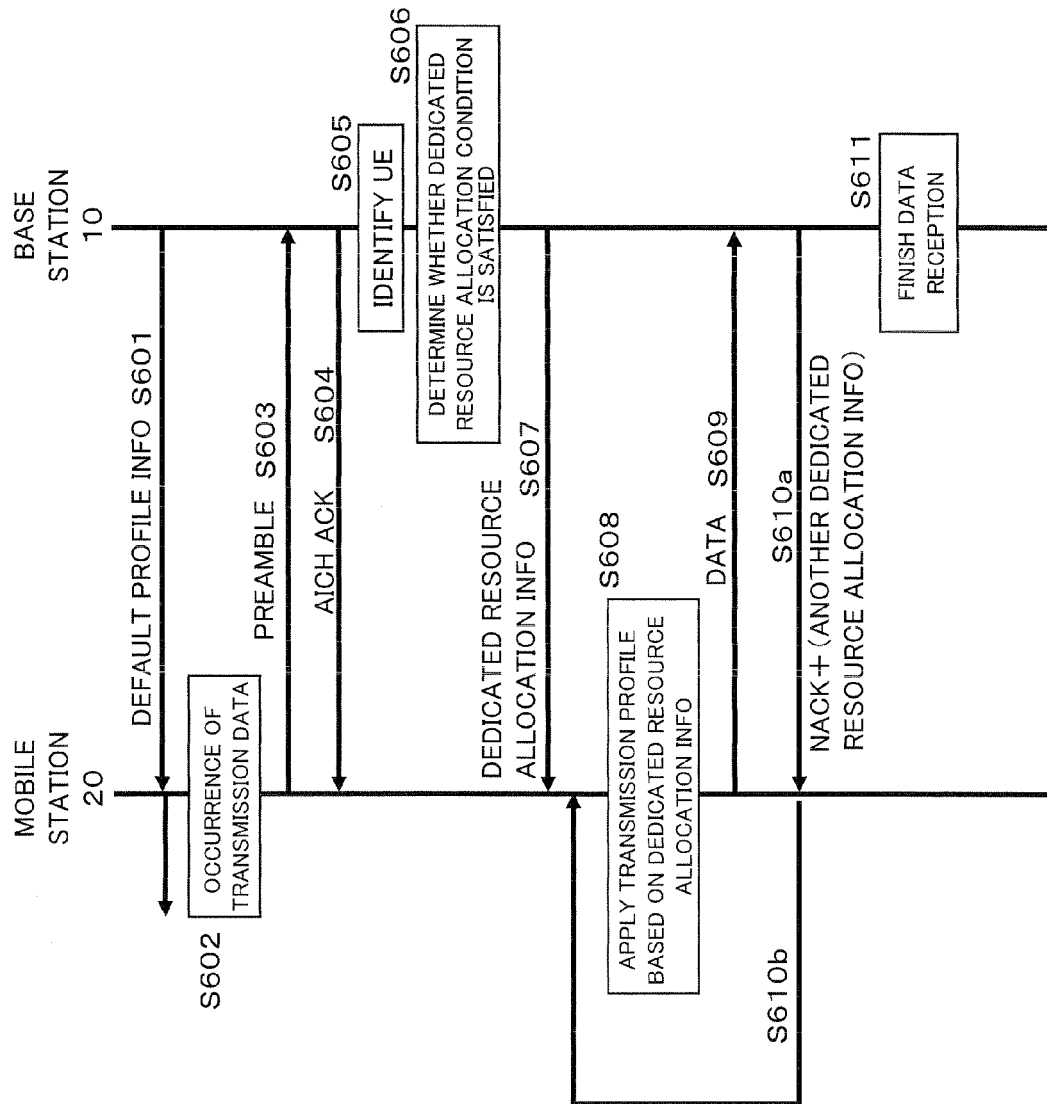 MOBILE
STATION
20
BASE
STATION
10
DEFAULT PROFILE INFO S601
S602
OCCURRENCE OF
TRANSMISSION DATA
PREAMBLE S603
AICH ACK S604
S605
IDENTIFY UE
S606
DETERMINE WHETHER DEDICATED
RESOURCE ALLOCATION CONDITION
IS SATISFIED
DEDICATED RESOURCE
ALLOCATION INFO S607
S608
APPLY TRANSMISSION PROFILE
BASED ON DEDICATED RESOURCE
ALLOCATION INFO
DATA S609
S610a
NACK+(ANOTHER DEDICATED
RESOURCE ALLOCATION INFO)
S610b
S611
FINISH DATA
RECEPTION